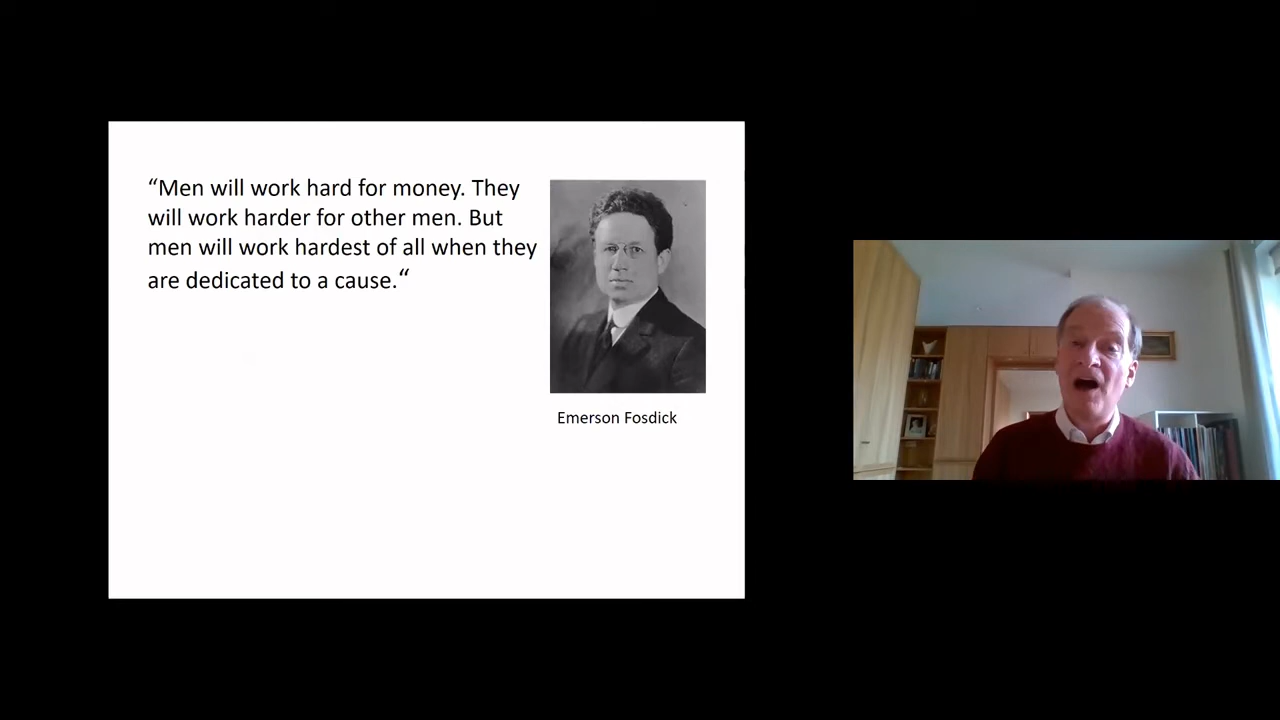 “Men will work hard for money. They
will work harder for other men. But
men will work hardest of all when they
are dedicated to a cause.“
Emerson Fosdick